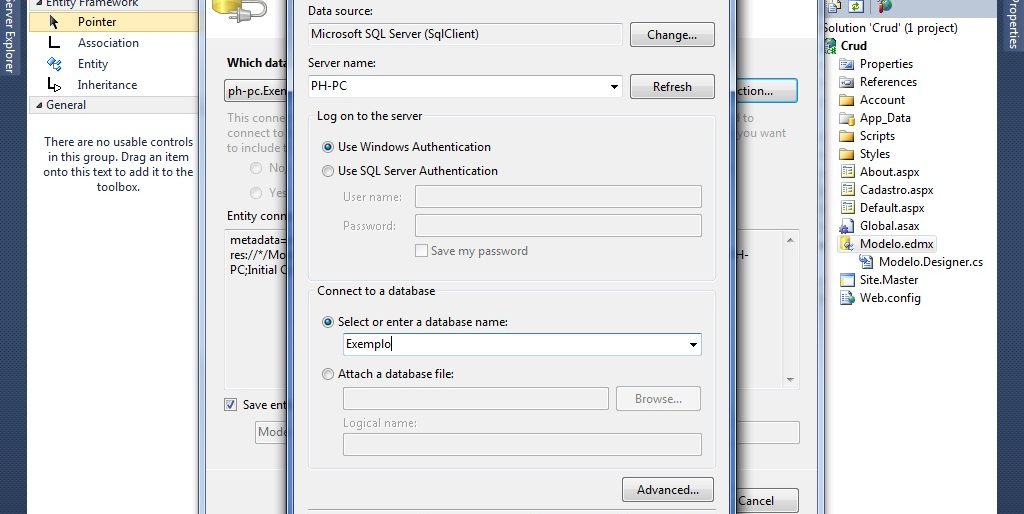 Server Explorer
Entity Framework
Pointer
Association
Entity
Inheritance
General
There are no usable controls
in this group. Drag an item
onto this text to add it to the
toolbox.
Which data
ph-pc.Exen
ction...
This connec
connect to
to include t
d to
you want
No,
Yes
Entity conn
metadata=
res://*/Mo
PC;Initial C
H-
Save ent
Mode
Cancel
Data source:
Microsoft SQL Server (SqlClient)
Change...
Server name:
PH-PC
Refresh
Log on to the server
Use Windows Authentication
Use SQL Server Authentication
User name:
Password:
Save my password
Connect to a database
Select or enter a database name:
Exemplo
Attach a database file:
Browse...
Logical name:
Advanced...
Solution 'Crud' (1 project)
Crud
Properties
References
Account
App_Data
Scripts
Styles
About.aspx
Cadastro.aspx
Default.aspx
Global.asax
Modelo.edmx
Modelo.Designer.cs
Site.Master
Web.config
Properties